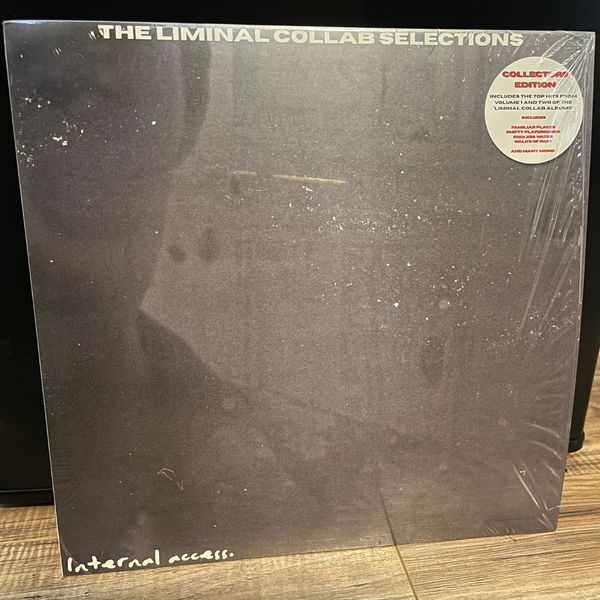 THE LIMINAL COLLAB SELECTIONS
COLLECTORS
EDITION
INCLUDES THE TOP HITS FROM
VOLUME 1 AND TWO OF THE
"LIMINAL COLLAB ALBUMS"
INCLUDES
FAMILIAR PLACES
EMPTY PLAYGROUNDS
ENDLESS WATER
WALKS OF PAST
AND MANY MORE
Internal access.